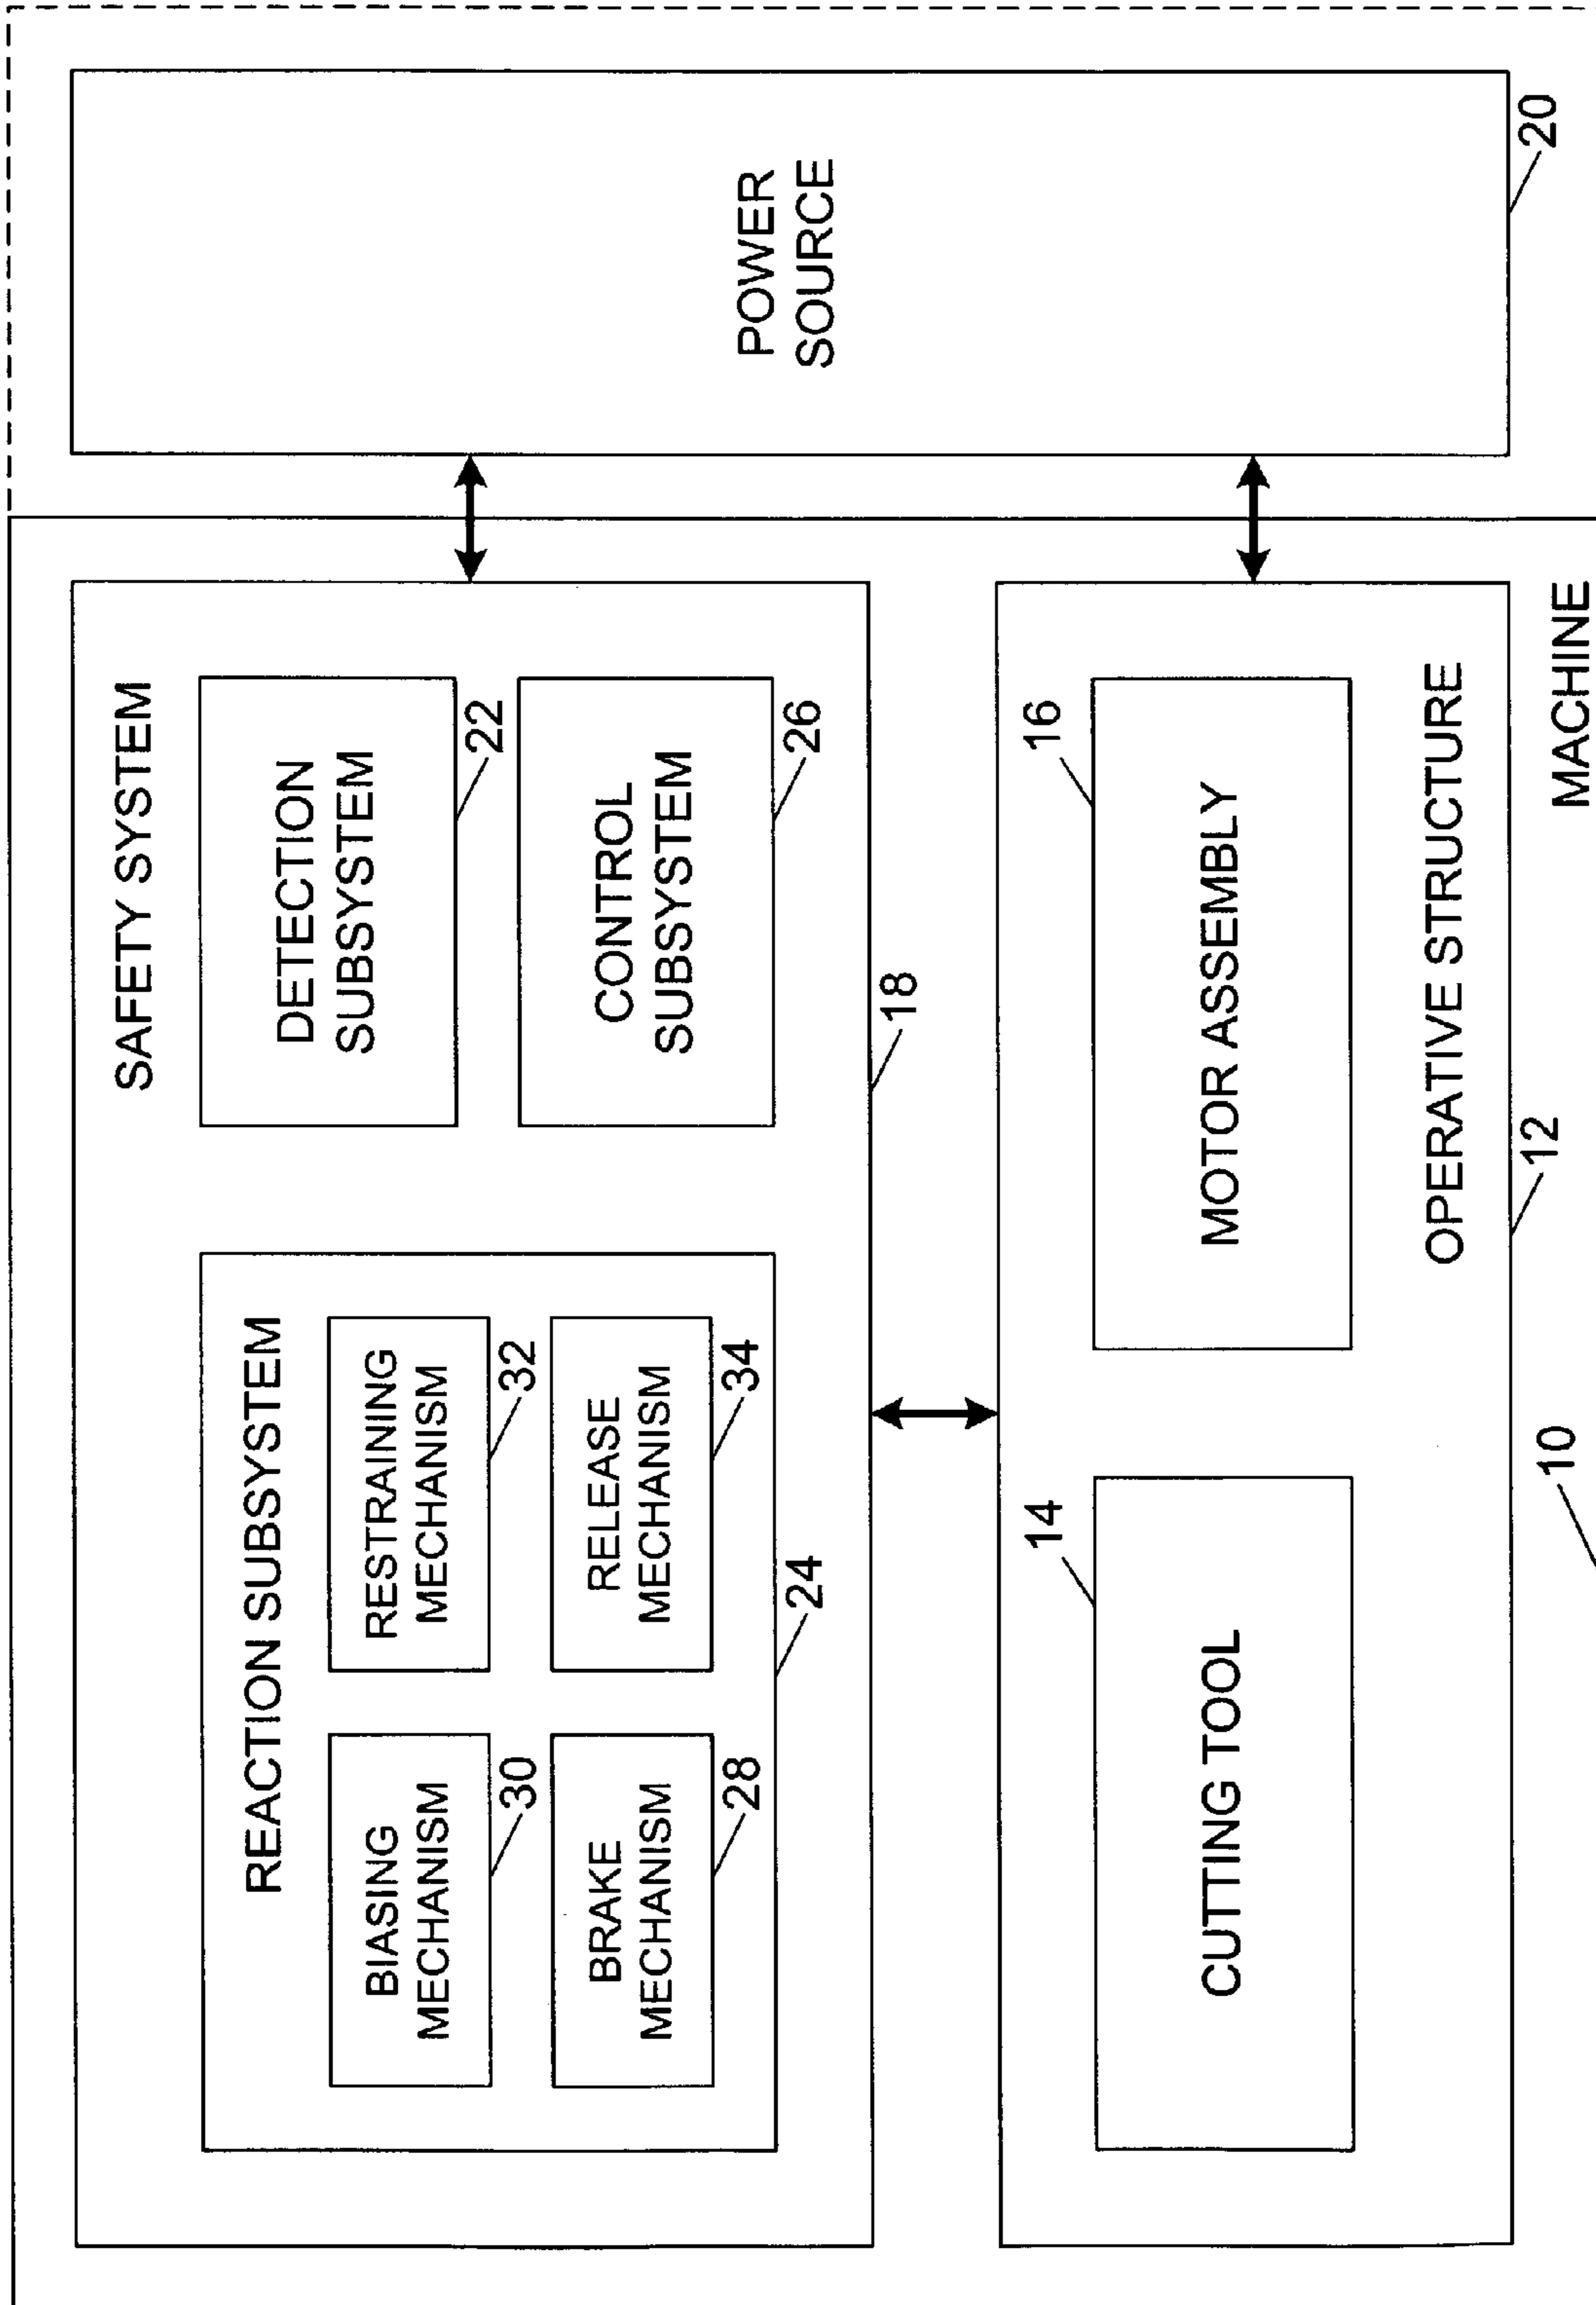 SAFETY SYSTEM
REACTION SUBSYSTEM
BIASING
MECHANISM
30
RESTRAINING
MECHANISM
32
BRAKE
MECHANISM
28
RELEASE
MECHANISM
34
24
DETECTION
SUBSYSTEM
22
CONTROL
SUBSYSTEM
26
18
POWER
SOURCE
20
14
CUTTING TOOL
16
MOTOR ASSEMBLY
OPERATIVE STRUCTURE
12
MACHINE
10